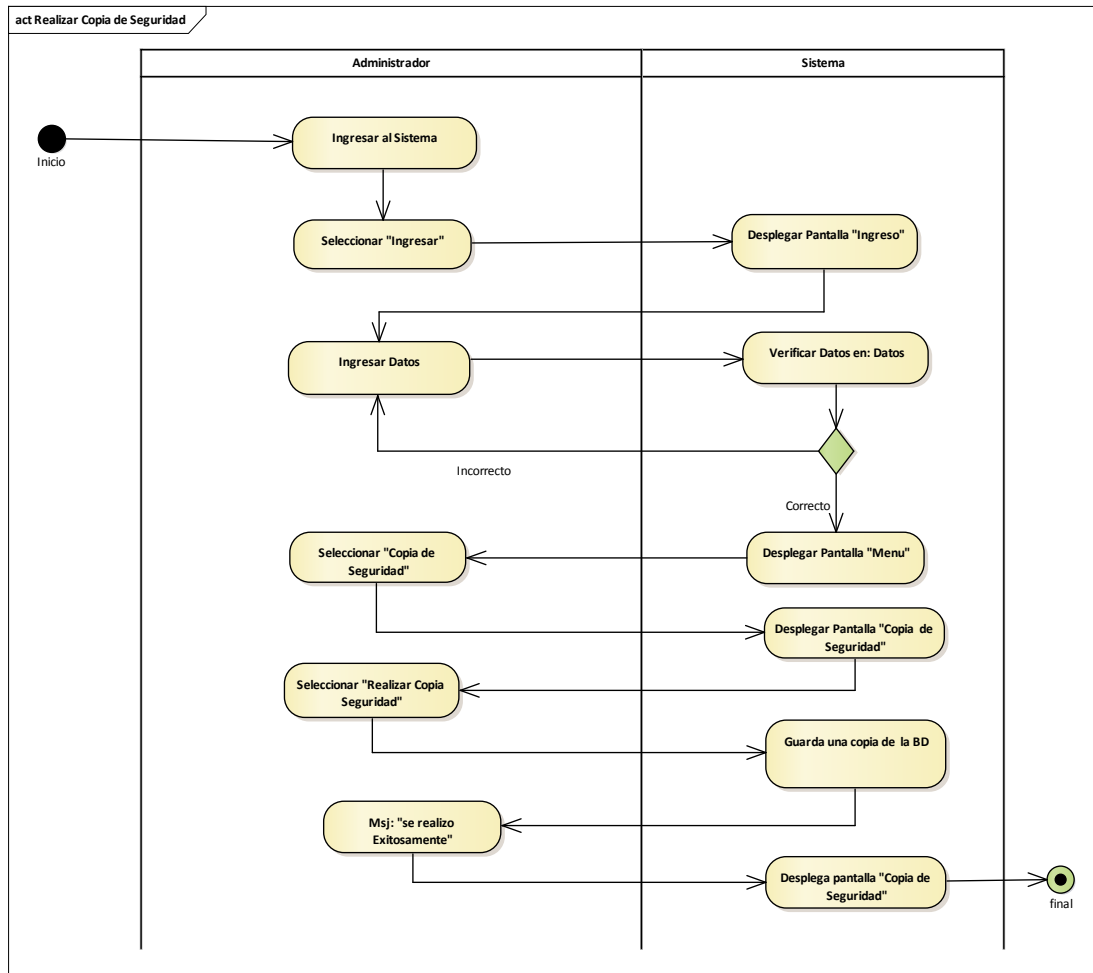 act Realizar Copia de Seguridad
Administrador
Sistema
Ingresar al Sistema
Inicio
Seleccionar "Ingresar"
Desplegar Pantalla "Ingreso"
Ingresar Datos
Verificar Datos en: Datos
Incorrecto
Correcto
Seleccionar "Copia de
Seguridad"
Desplegar Pantalla "Menu"
Desplegar Pantalla "Copia de
Seguridad"
Seleccionar "Realizar Copia
Seguridad"
Guarda una copia de la BD
Msj: "se realizo
Exitosamente"
Desplega pantalla "Copia de
Seguridad"
final